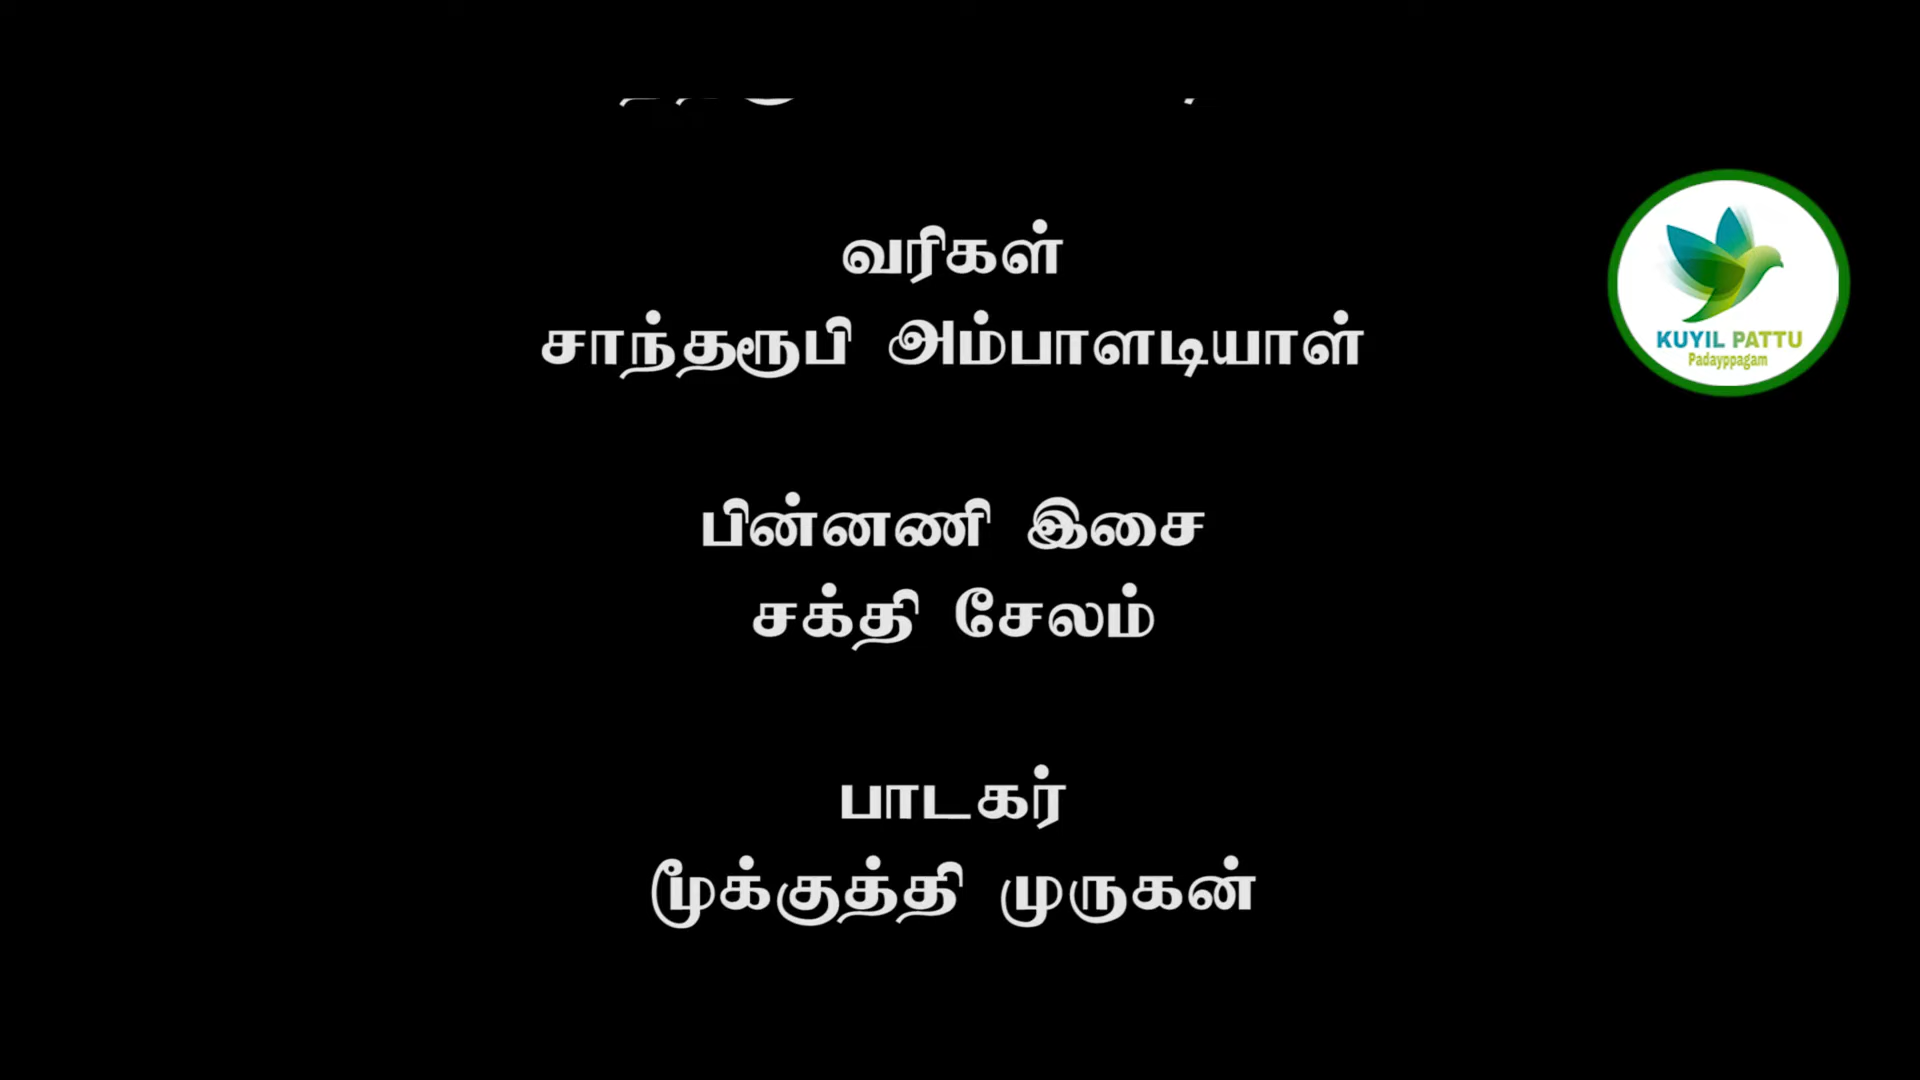 வரிகள்
சாந்தரூபி அம்பாளடியாள்
KUYIL PATTU
Padayppagam
பின்னணி இசை
சக்தி சேலம்
பாடகர்
மூக்குத்தி முருகன்